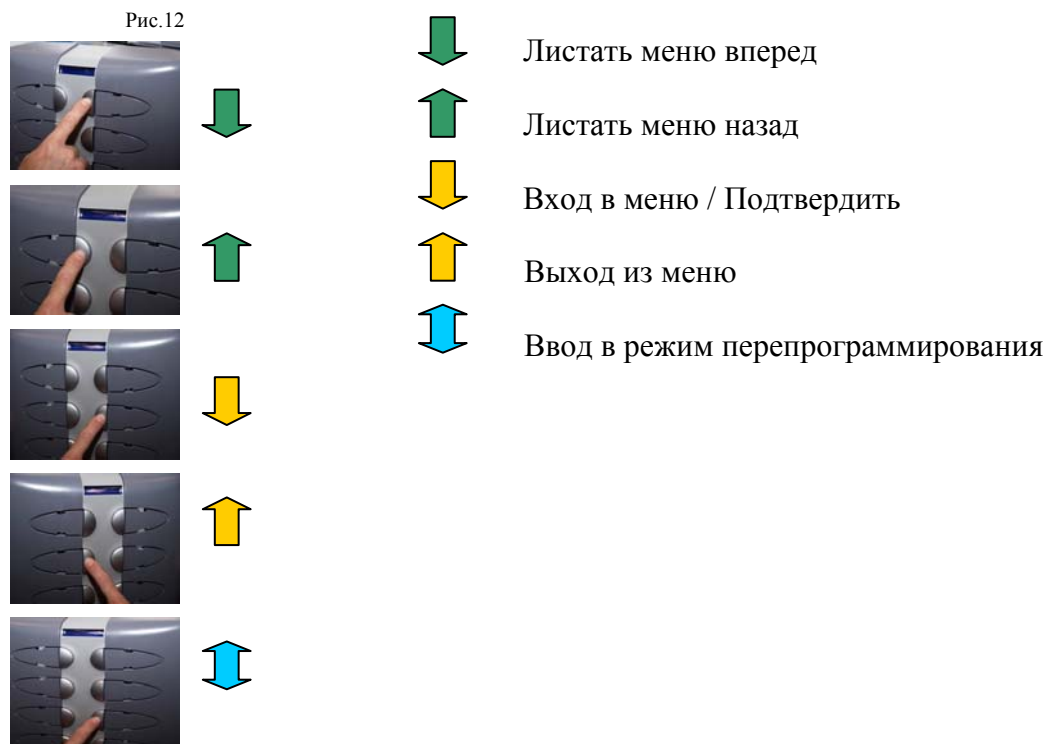 Рис.12
Листать меню вперед
Листать меню назад
Вход в меню / Подтвердить
Выход из меню
Ввод в режим перепрограммирования